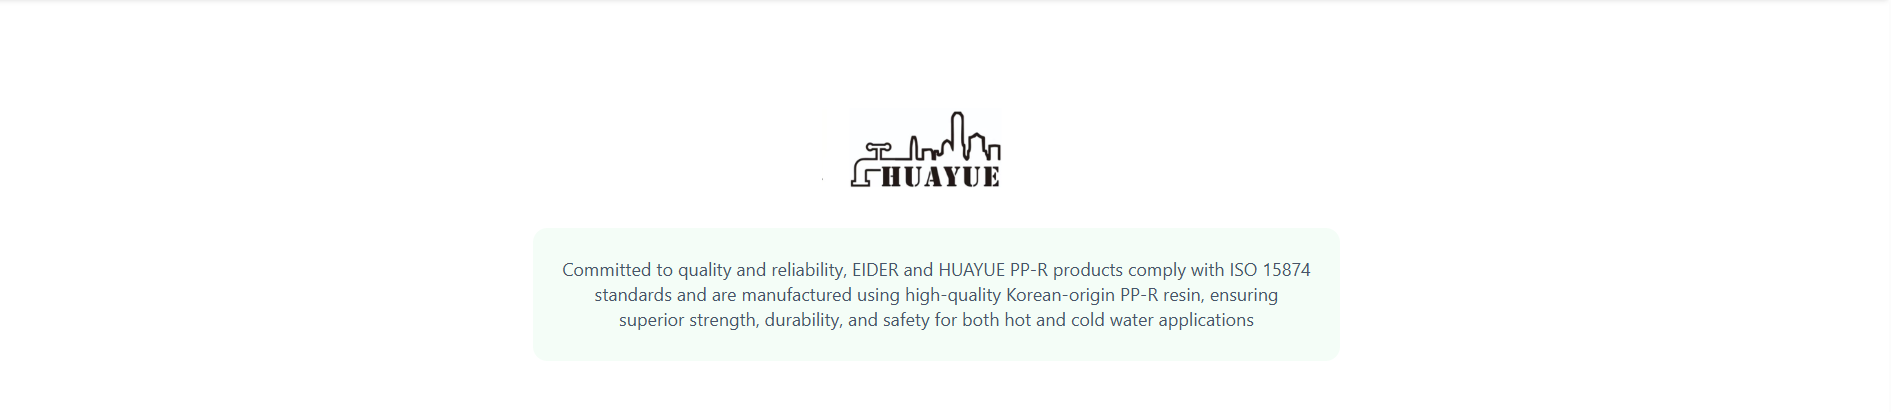 HUAYUE
Committed to quality and reliability, EIDER and HUAYUE PP-R products comply with ISO 15874
standards and are manufactured using high-quality Korean-origin PP-R resin, ensuring
superior strength, durability, and safety for both hot and cold water applications